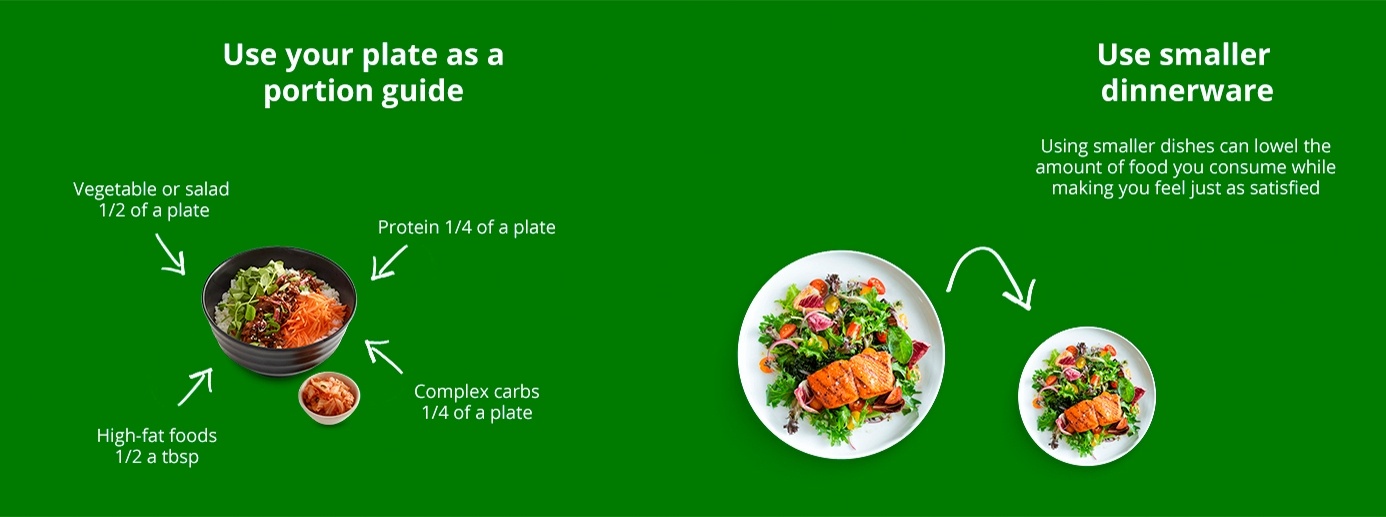 Use your plate as a
portion guide
Vegetable or salad
1/2 of a plate
Protein 1/4 of a plate
Complex carbs
1/4 of a plate
High-fat foods
1/2 a tbsp
Use smaller
dinnerware
Using smaller dishes can lowel the
amount of food you consume while
making you feel just as satisfied